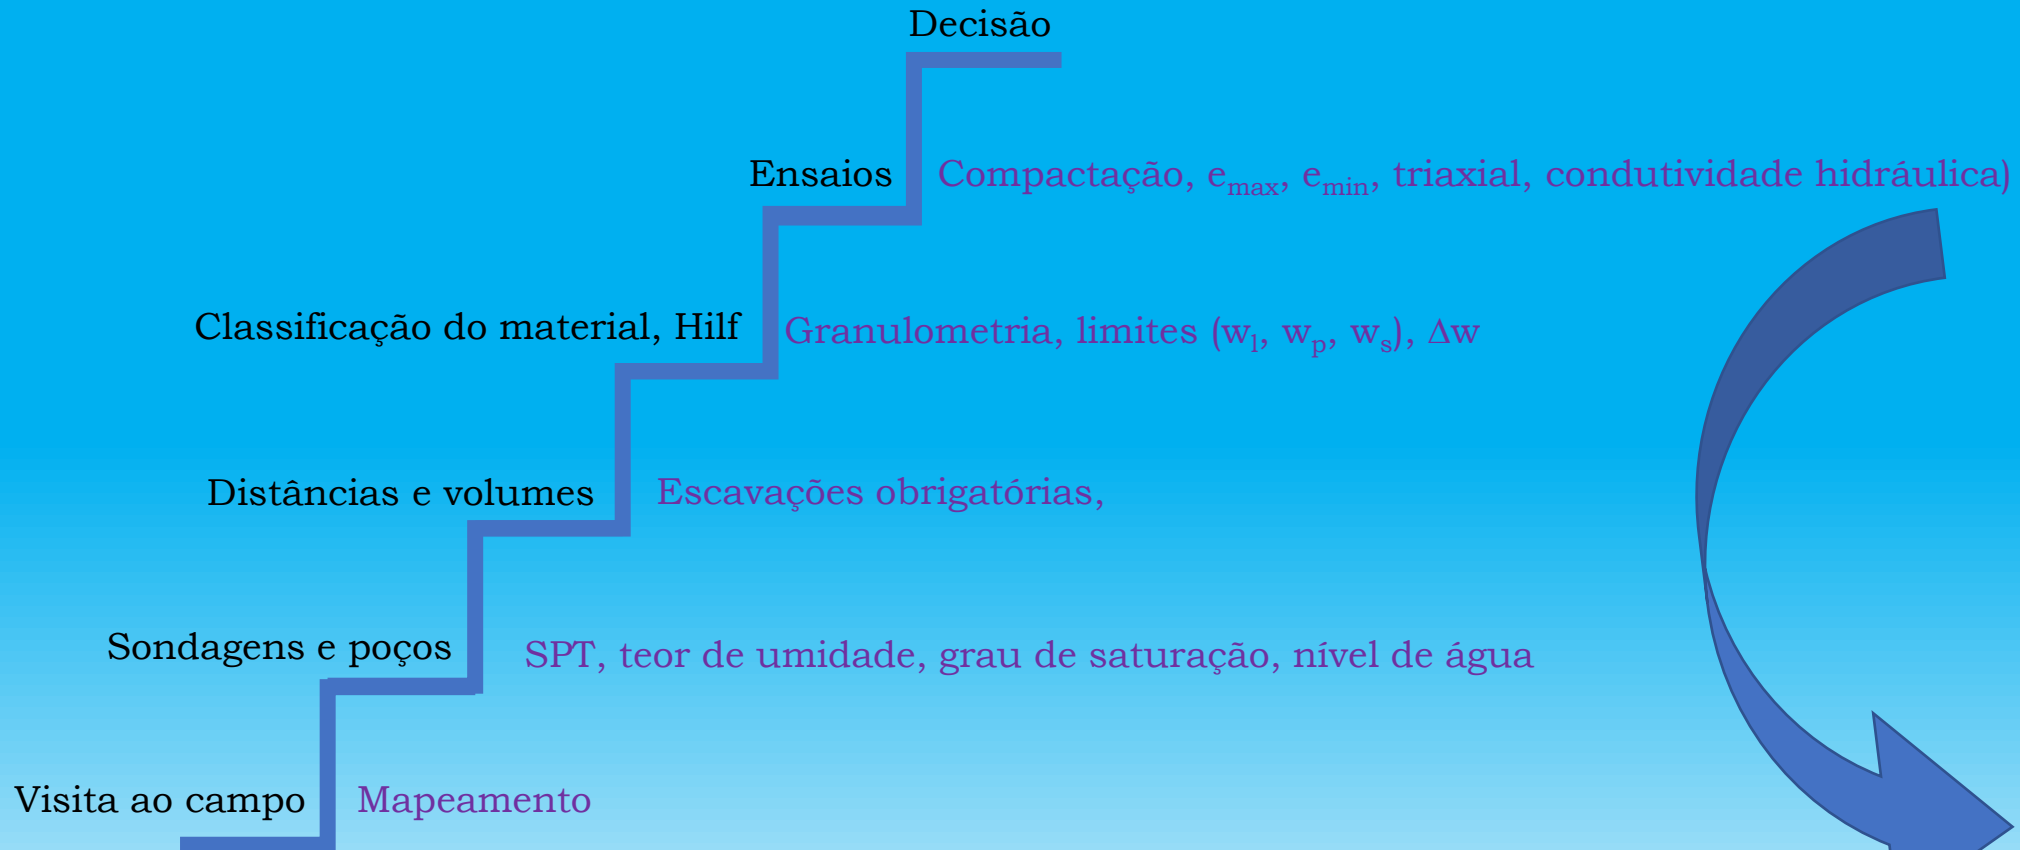 Decisão
Ensaios
Compactação, emax, emin, triaxial, condutividade hidráulica)
Classificação do material, Hilf
Granulometria, limites (wl, wp, ws), Δw
Distâncias e volumes
Escavações obrigatórias,
Sondagens e poços
SPT, teor de umidade, grau de saturação, nível de água
Visita ao campo
Mapeamento